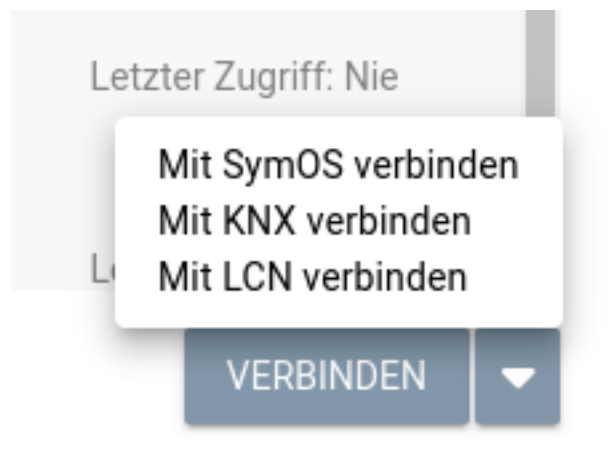 Letzter Zugriff: Nie
Mit SymOS verbinden
Mit KNX verbinden
Mit LCN verbinden
VERBINDEN